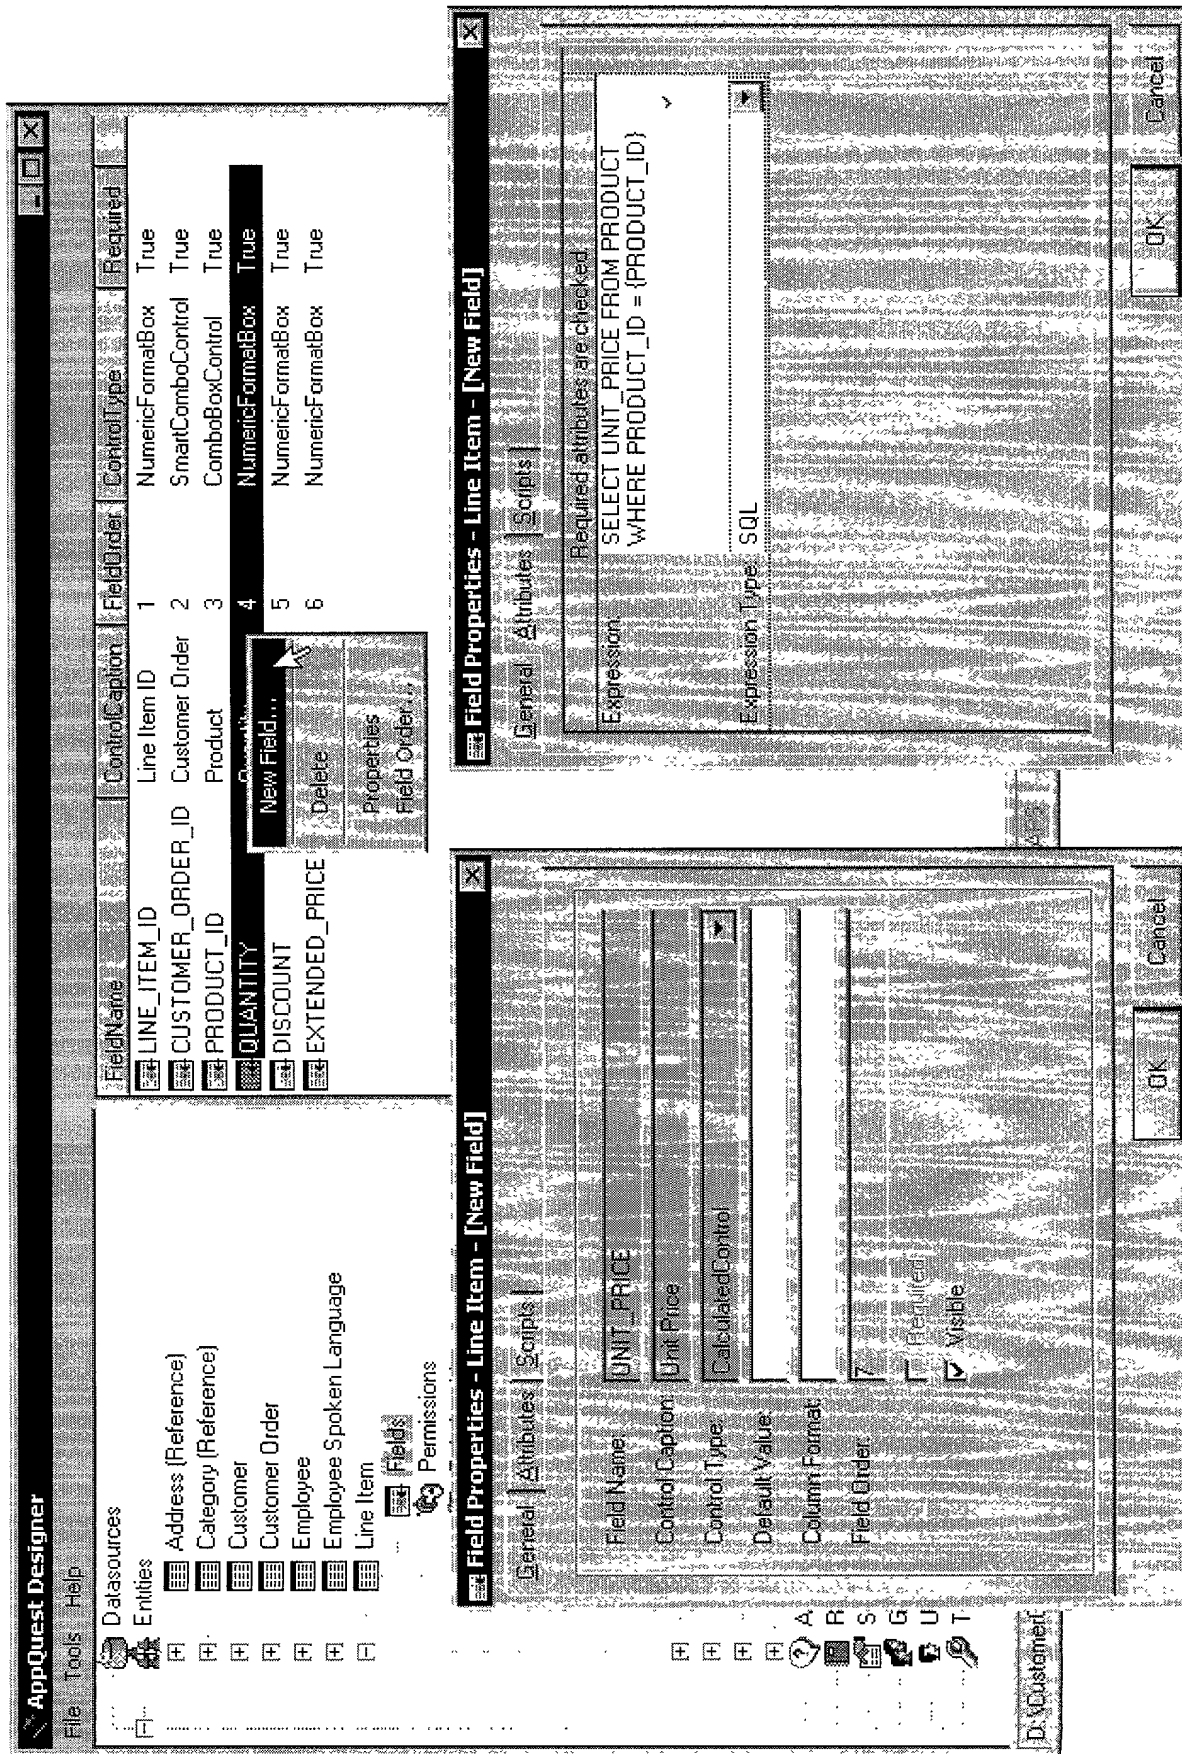 AppQuest Designer
File Tools Help
Datasources
Entities
Address (Reference)
Category (Reference)
Customer
Customer Order
Employee
Employee Spoken Language
Line Item
Fields
Permissions
A
R
S
G
U
T
FieldName ControlCaption FieldOrder ControlType Required
LINE_ITEM_ID Line Item ID 1 NumericFormatBox True
CUSTOMER_ORDER_ID Customer Order 2 SmartComboControl True
PRODUCT_ID Product 3 ComboBoxControl True
QUANTITY 4 NumericFormatBox True
DISCOUNT 5 NumericFormatBox True
EXTENDED_PRICE 6 NumericFormatBox True
New Field...
Delete
Properties
Field Order...
Field Properties - Line Item - [New Field]
General Attributes Scripts
Field Name: UNIT_PRICE
Control Caption: Unit Price
Control Type: CalculatedControl
Default Value:
Column Format:
Field Order: 7
Required
Visible
OK Cancel
Field Properties - Line Item - [New Field]
General Attributes Scripts
Required attributes are checked.
Expression: SELECT UNIT_PRICE FROM PRODUCT
WHERE PRODUCT_ID = {PRODUCT_ID}
Expression Type: SQL
OK Cancel